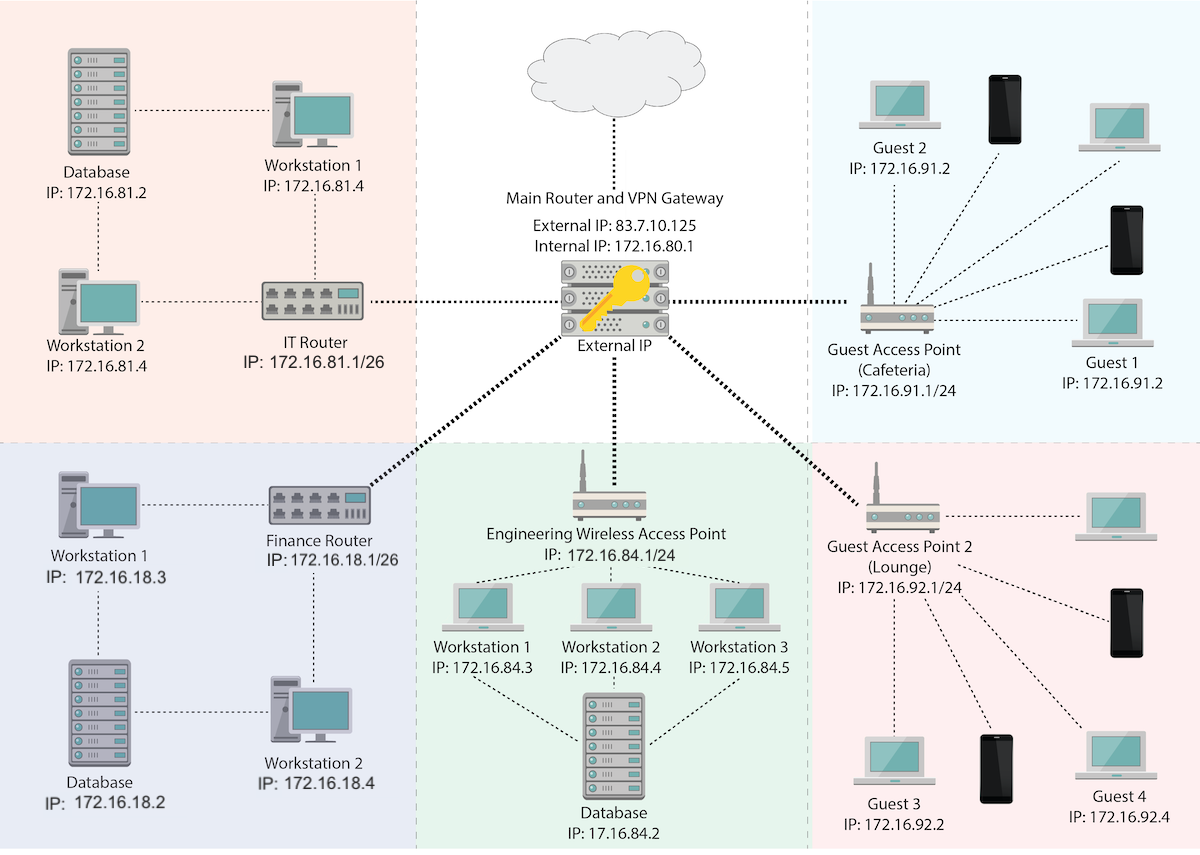 Database
IP: 172.16.81.2
Workstation 1
IP: 172.16.81.4
Workstation 2
IP: 172.16.81.4
IT Router
IP: 172.16.81.1/26
Main Router and VPN Gateway
External IP: 83.7.10.125
Internal IP: 172.16.80.1
External IP
Guest 2
IP: 172.16.91.2
Guest Access Point
(Cafeteria)
IP: 172.16.91.1/24
Guest 1
IP: 172.16.91.2
Workstation 1
IP: 172.16.18.3
Finance Router
IP: 172.16.18.1/26
Database
IP: 172.16.18.2
Workstation 2
IP: 172.16.18.4
Engineering Wireless Access Point
IP: 172.16.84.1/24
Workstation 1
IP: 172.16.84.3
Workstation 2
IP: 172.16.84.4
Workstation 3
IP: 172.16.84.5
Database
IP: 17.16.84.2
Guest Access Point 2
(Lounge)
IP: 172.16.92.1/24
Guest 3
IP: 172.16.92.2
Guest 4
IP: 172.16.92.4